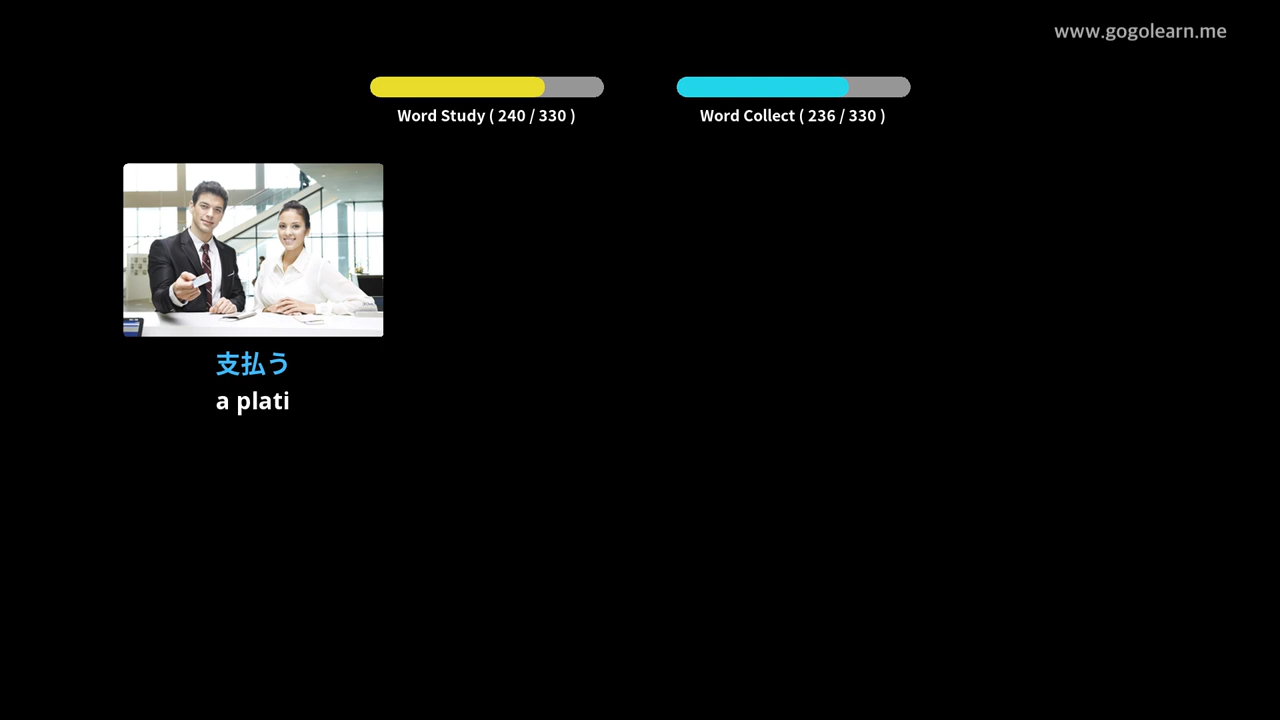 www.gogolearn.me
Word Study ( 240 / 330 )
Word Collect ( 236 / 330 )
支払う
a plati